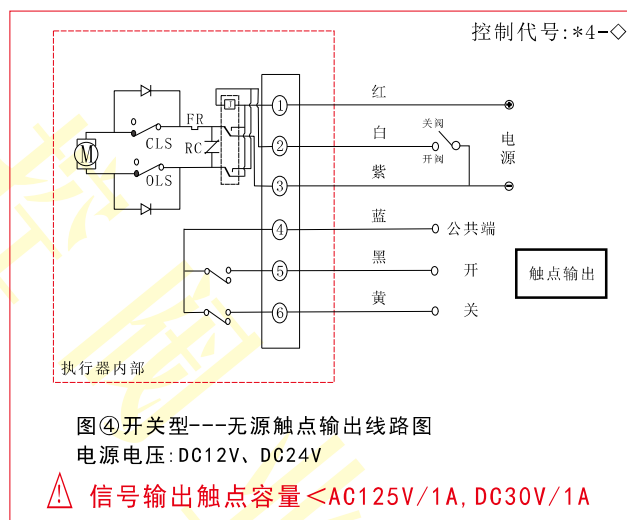 控制代号:*4-◇
红
①
FR
白
关阀
CLS
②
电源
M
RC
开阀
OLS
紫
③
蓝
④
公共端
黑
⑤
开
触点输出
黄
⑥
关
执行器内部
图④开关型---无源触点输出线路图
电源电压:DC12V、DC24V
信号输出触点容量<AC125V/1A,DC30V/1A